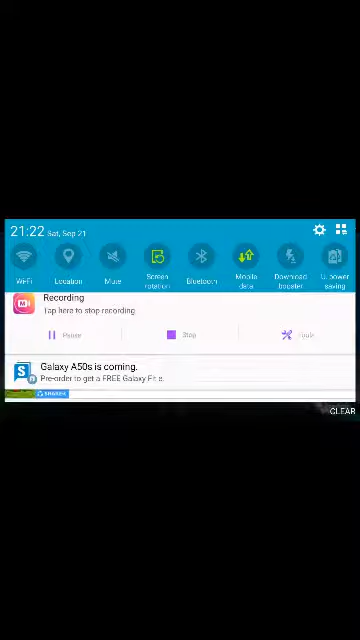 21:22 Sat, Sep 21
Wi-Fi
Location
Mute
Screen rotation
Bluetooth
Mobile data
Download booster
U. power saving
Recording
Tap here to stop recording
Pause
Stop
Tools
Galaxy A50s is coming.
Pre-order to get a FREE Galaxy Fit e.
SHAREit
CLEAR